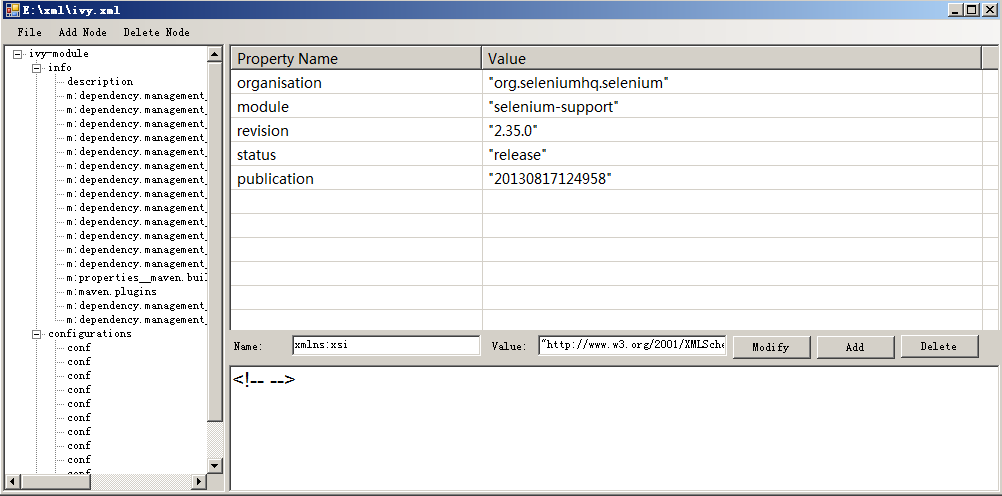 E:\xml\ivy.xml
File Add Node Delete Node
ivy-module
info
description
m:dependency.management_
m:dependency.management_
m:dependency.management_
m:dependency.management_
m:dependency.management_
m:dependency.management_
m:dependency.management_
m:dependency.management_
m:dependency.management_
m:dependency.management_
m:dependency.management_
m:dependency.management_
m:dependency.management_
m:properties__maven.buil
m:maven.plugins
m:dependency.management_
m:dependency.management_
configurations
conf
conf
conf
conf
conf
conf
conf
conf
conf
conf
Property Name Value
organisation "org.seleniumhq.selenium"
module "selenium-support"
revision "2.35.0"
status "release"
publication "20130817124958"
Name: xmlns:xsi Value: "http://www.w3.org/2001/XMLSche Modify Add Delete
<!-- -->